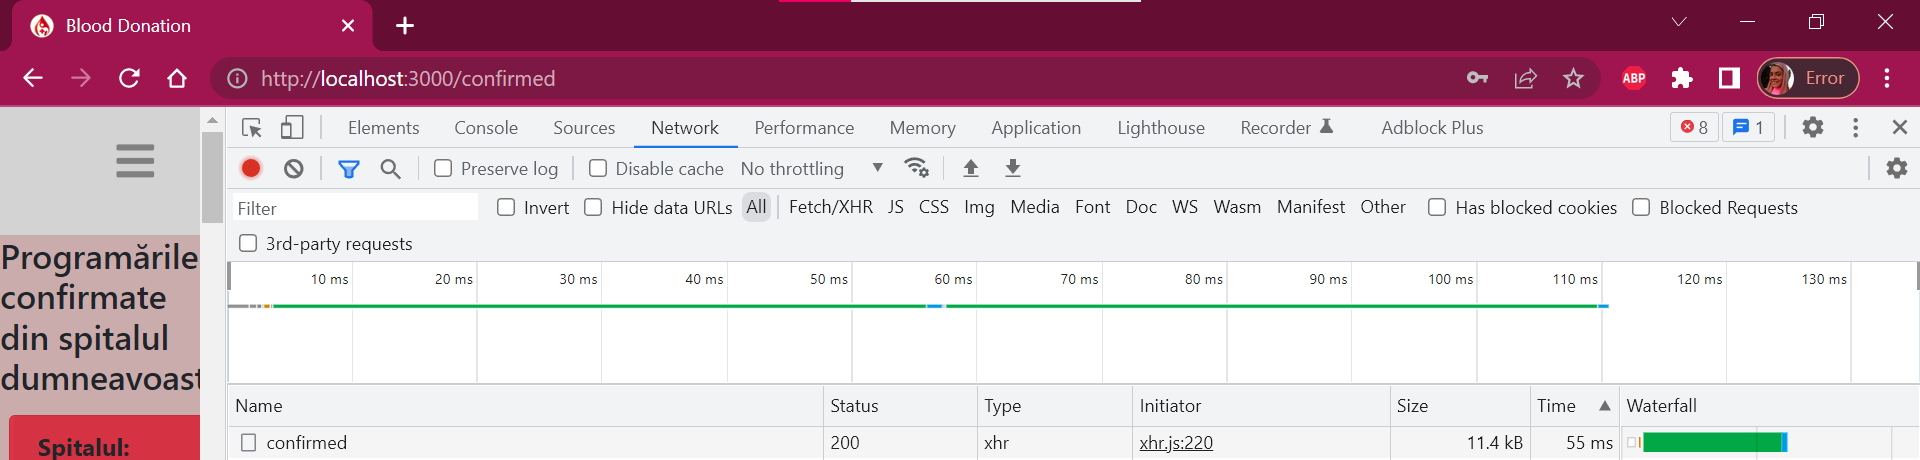 Blood Donation
http://localhost:3000/confirmed
ABP
Error
Elements Console Sources Network Performance Memory Application Lighthouse Recorder Adblock Plus 8 1
Preserve log Disable cache No throttling
Filter Invert Hide data URLs All Fetch/XHR JS CSS Img Media Font Doc WS Wasm Manifest Other Has blocked cookies Blocked Requests
3rd-party requests
10 ms 20 ms 30 ms 40 ms 50 ms 60 ms 70 ms 80 ms 90 ms 100 ms 110 ms 120 ms 130 ms
Name Status Type Initiator Size Time Waterfall
confirmed 200 xhr xhr.js:220 11.4 kB 55 ms
Programările
confirmate
din spitalul
dumneavoast
Spitalul: